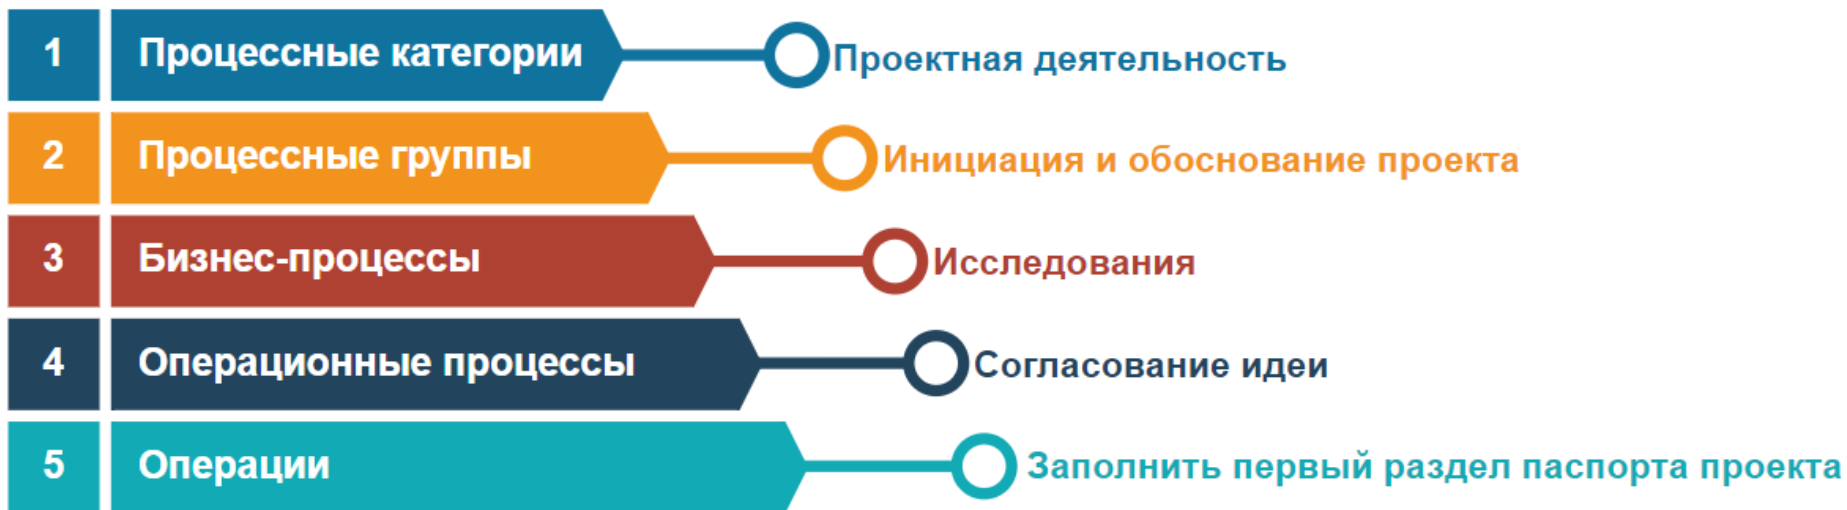 1 Процессные категории Проектная деятельность
2 Процессные группы Инициация и обоснование проекта
3 Бизнес-процессы Исследования
4 Операционные процессы Согласование идеи
5 Операции Заполнить первый раздел паспорта проекта